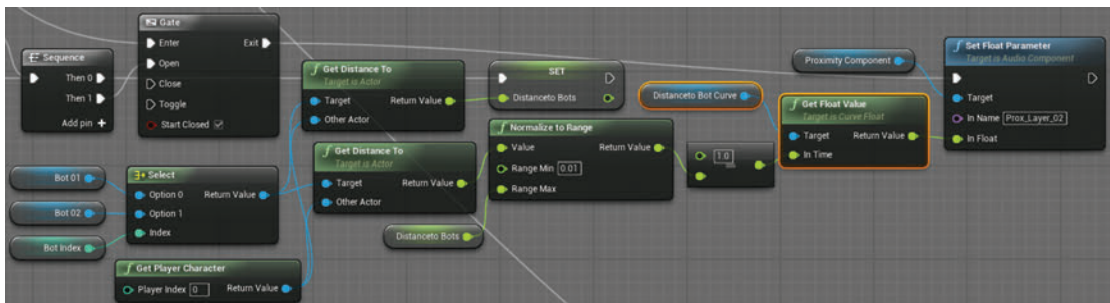 Sequence
Then 0
Then 1
Add pin +
Gate
Enter Exit
Open
Close
Toggle
Start Closed
Bot 01
Bot 02
Bot Index
Select
Option 0 Return Value
Option 1
Index
Get Player Character
Player Index 0 Return Value
Get Distance To
Target is Actor
Target Return Value
Other Actor
Get Distance To
Target is Actor
Target Return Value
Other Actor
SET
Distanceto Bots
Normalize to Range
Value Return Value
Range Min 0.01
Range Max
Distanceto Bots
Distanceto Bot Curve
1.0
Get Float Value
Target is Curve Float
Target Return Value
In Time
Proximity Component
Set Float Parameter
Target is Audio Component
Target
In Name Prox_Layer_02
In Float